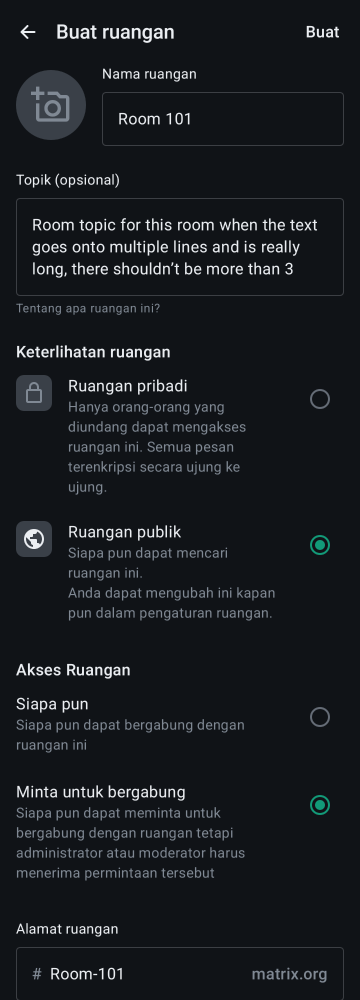 Buat ruangan
Buat
Nama ruangan
Room 101
Topik (opsional)
Room topic for this room when the text
goes onto multiple lines and is really
long, there shouldn’t be more than 3
Tentang apa ruangan ini?
Keterlihatan ruangan
Ruangan pribadi
Hanya orang-orang yang
diundang dapat mengakses
ruangan ini. Semua pesan
terenkripsi secara ujung ke
ujung.
Ruangan publik
Siapa pun dapat mencari
ruangan ini.
Anda dapat mengubah ini kapan
pun dalam pengaturan ruangan.
Akses Ruangan
Siapa pun
Siapa pun dapat bergabung dengan
ruangan ini
Minta untuk bergabung
Siapa pun dapat meminta untuk
bergabung dengan ruangan tetapi
administrator atau moderator harus
menerima permintaan tersebut
Alamat ruangan
# Room-101 matrix.org